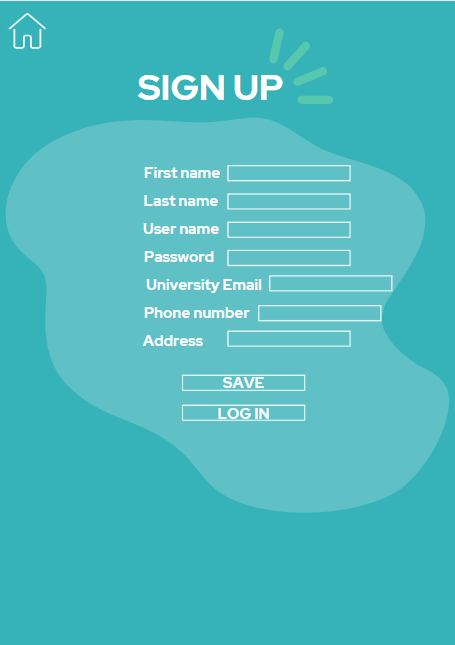 SIGN UP
First name
Last name
User name
Password
University Email
Phone number
Address
SAVE
LOG IN